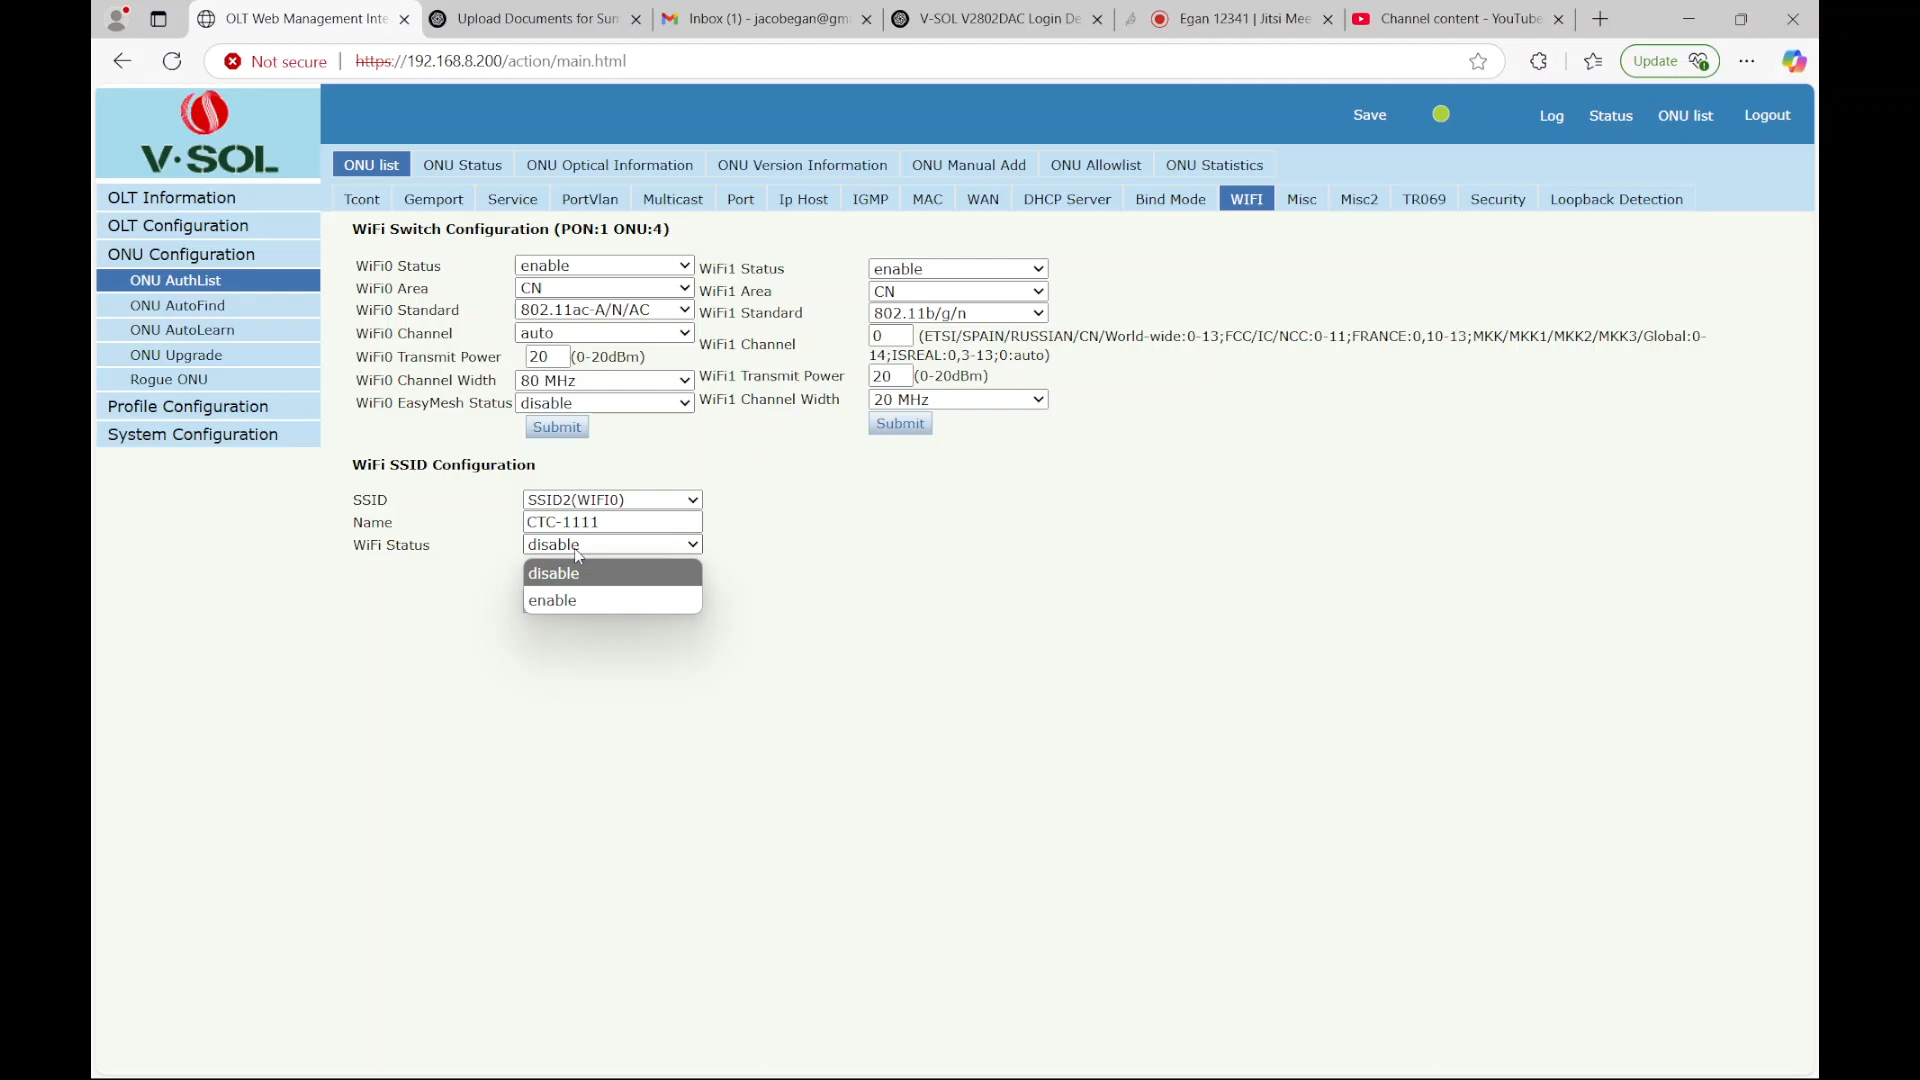 OLT Web Management Inte
Upload Documents for Sun
Inbox (1) - jacobegan@gm
V-SOL V2802DAC Login De
Egan 12341 | Jitsi Mee
Channel content - YouTube
Not secure
https://192.168.8.200/action/main.html
Update
V·SOL
Save
Log
Status
ONU list
Logout
ONU list
ONU Status
ONU Optical Information
ONU Version Information
ONU Manual Add
ONU Allowlist
ONU Statistics
Tcont
Gemport
Service
PortVlan
Multicast
Port
Ip Host
IGMP
MAC
WAN
DHCP Server
Bind Mode
WIFI
Misc
Misc2
TR069
Security
Loopback Detection
OLT Information
OLT Configuration
ONU Configuration
ONU AuthList
ONU AutoFind
ONU AutoLearn
ONU Upgrade
Rogue ONU
Profile Configuration
System Configuration
WiFi Switch Configuration (PON:1 ONU:4)
WiFi0 Status enable
WiFi0 Area CN
WiFi0 Standard 802.11ac-A/N/AC
WiFi0 Channel auto
WiFi0 Transmit Power 20 (0-20dBm)
WiFi0 Channel Width 80 MHz
WiFi0 EasyMesh Status disable
Submit
WiFi1 Status enable
WiFi1 Area CN
WiFi1 Standard 802.11b/g/n
WiFi1 Channel 0 (ETSI/SPAIN/RUSSIAN/CN/World-wide:0-13;FCC/IC/NCC:0-11;FRANCE:0,10-13;MKK/MKK1/MKK2/MKK3/Global:0-
14;ISREAL:0,3-13;0:auto)
WiFi1 Transmit Power 20 (0-20dBm)
WiFi1 Channel Width 20 MHz
Submit
WiFi SSID Configuration
SSID SSID2(WIFI0)
Name CTC-1111
WiFi Status disable
disable
enable